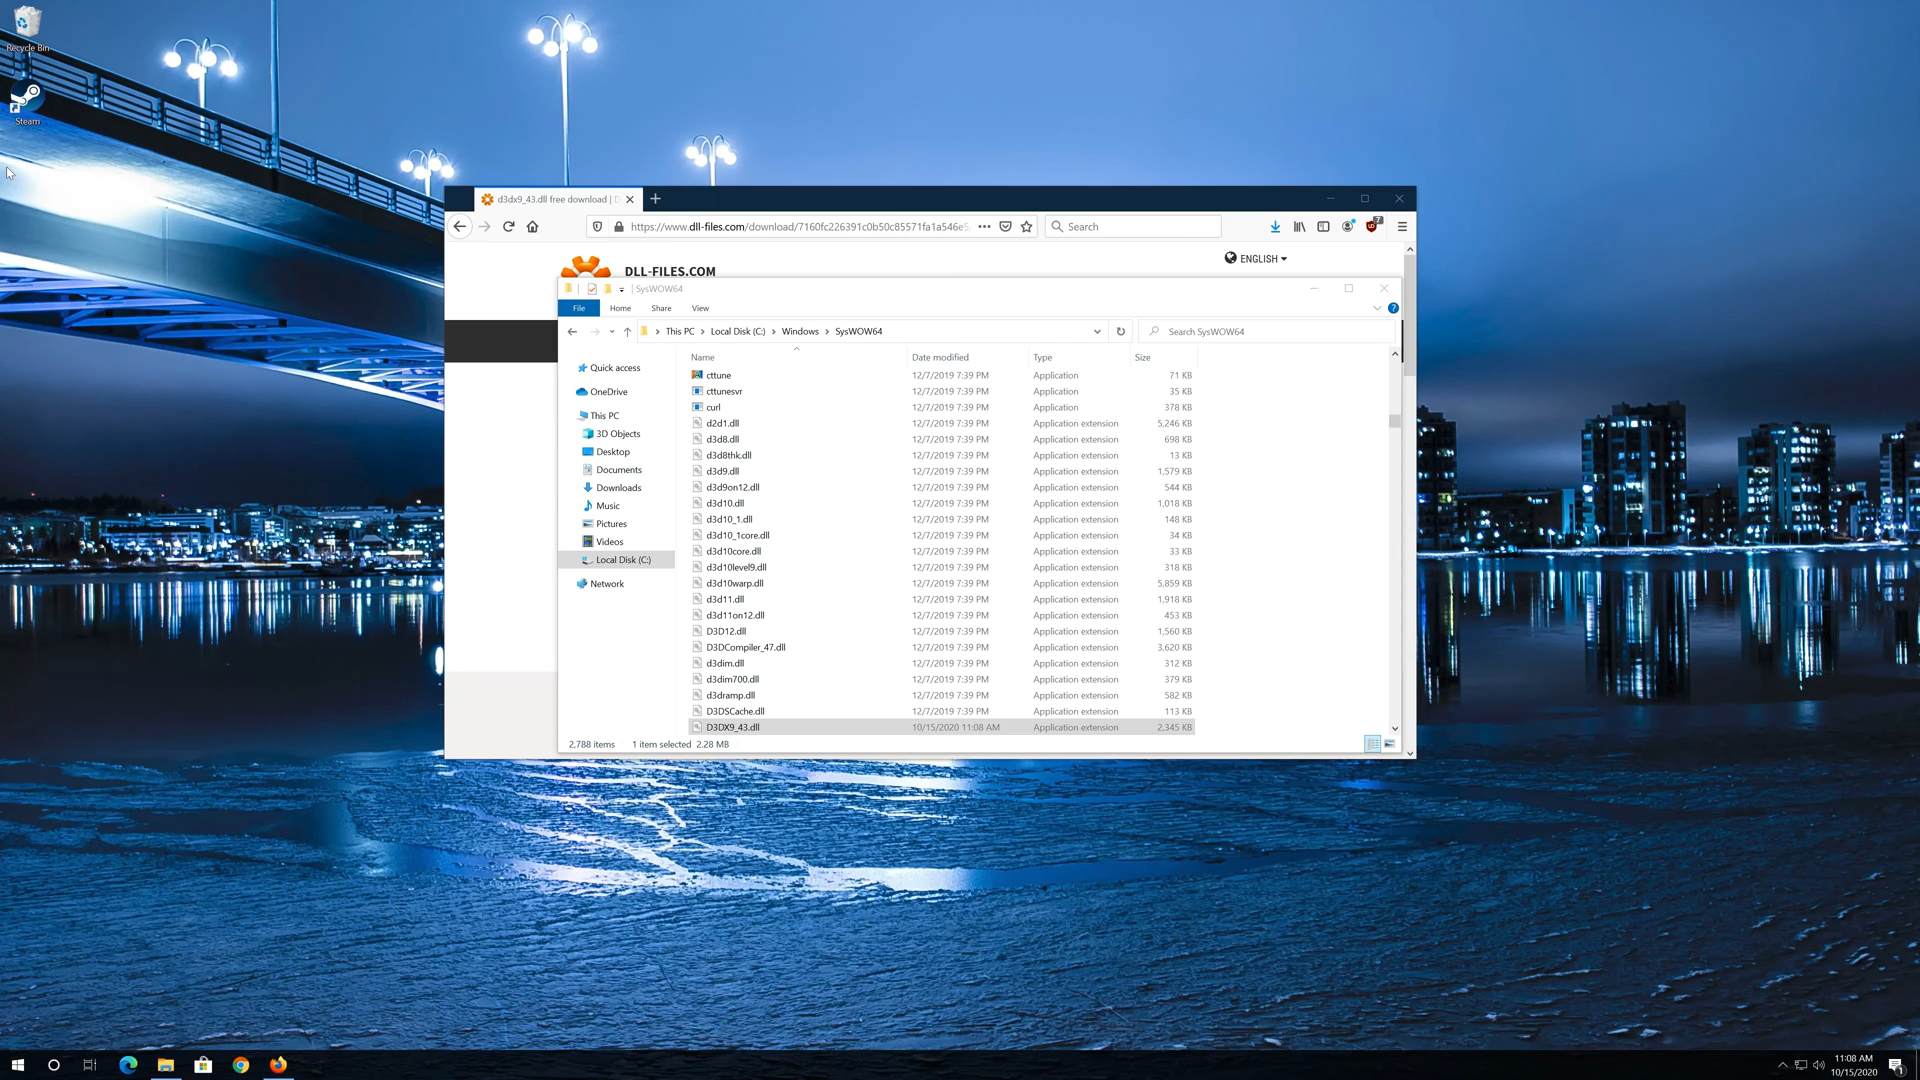 Recycle Bin
Steam
d3dx9_43.dll free download | D
https://www.dll-files.com/download/7160fc226391c0b50c85571fa1a546e5
Search
7
DLL-FILES.COM
ENGLISH
SysWOW64
File Home Share View
This PC > Local Disk (C:) > Windows > SysWOW64
Search SysWOW64
Quick access
OneDrive
This PC
3D Objects
Desktop
Documents
Downloads
Music
Pictures
Videos
Local Disk (C:)
Network
Name Date modified Type Size
cttune 12/7/2019 7:39 PM Application 71 KB
cttunesvr 12/7/2019 7:39 PM Application 35 KB
curl 12/7/2019 7:39 PM Application 378 KB
d2d1.dll 12/7/2019 7:39 PM Application extension 5,246 KB
d3d8.dll 12/7/2019 7:39 PM Application extension 698 KB
d3d8thk.dll 12/7/2019 7:39 PM Application extension 13 KB
d3d9.dll 12/7/2019 7:39 PM Application extension 1,579 KB
d3d9on12.dll 12/7/2019 7:39 PM Application extension 544 KB
d3d10.dll 12/7/2019 7:39 PM Application extension 1,018 KB
d3d10_1.dll 12/7/2019 7:39 PM Application extension 148 KB
d3d10_1core.dll 12/7/2019 7:39 PM Application extension 34 KB
d3d10core.dll 12/7/2019 7:39 PM Application extension 33 KB
d3d10level9.dll 12/7/2019 7:39 PM Application extension 318 KB
d3d10warp.dll 12/7/2019 7:39 PM Application extension 5,859 KB
d3d11.dll 12/7/2019 7:39 PM Application extension 1,918 KB
d3d11on12.dll 12/7/2019 7:39 PM Application extension 453 KB
D3D12.dll 12/7/2019 7:39 PM Application extension 1,560 KB
D3DCompiler_47.dll 12/7/2019 7:39 PM Application extension 3,620 KB
d3dim.dll 12/7/2019 7:39 PM Application extension 312 KB
d3dim700.dll 12/7/2019 7:39 PM Application extension 379 KB
d3dramp.dll 12/7/2019 7:39 PM Application extension 582 KB
D3DSCache.dll 12/7/2019 7:39 PM Application extension 113 KB
D3DX9_43.dll 10/15/2020 11:08 AM Application extension 2,345 KB
2,788 items 1 item selected 2.28 MB
11:08 AM
10/15/2020
1